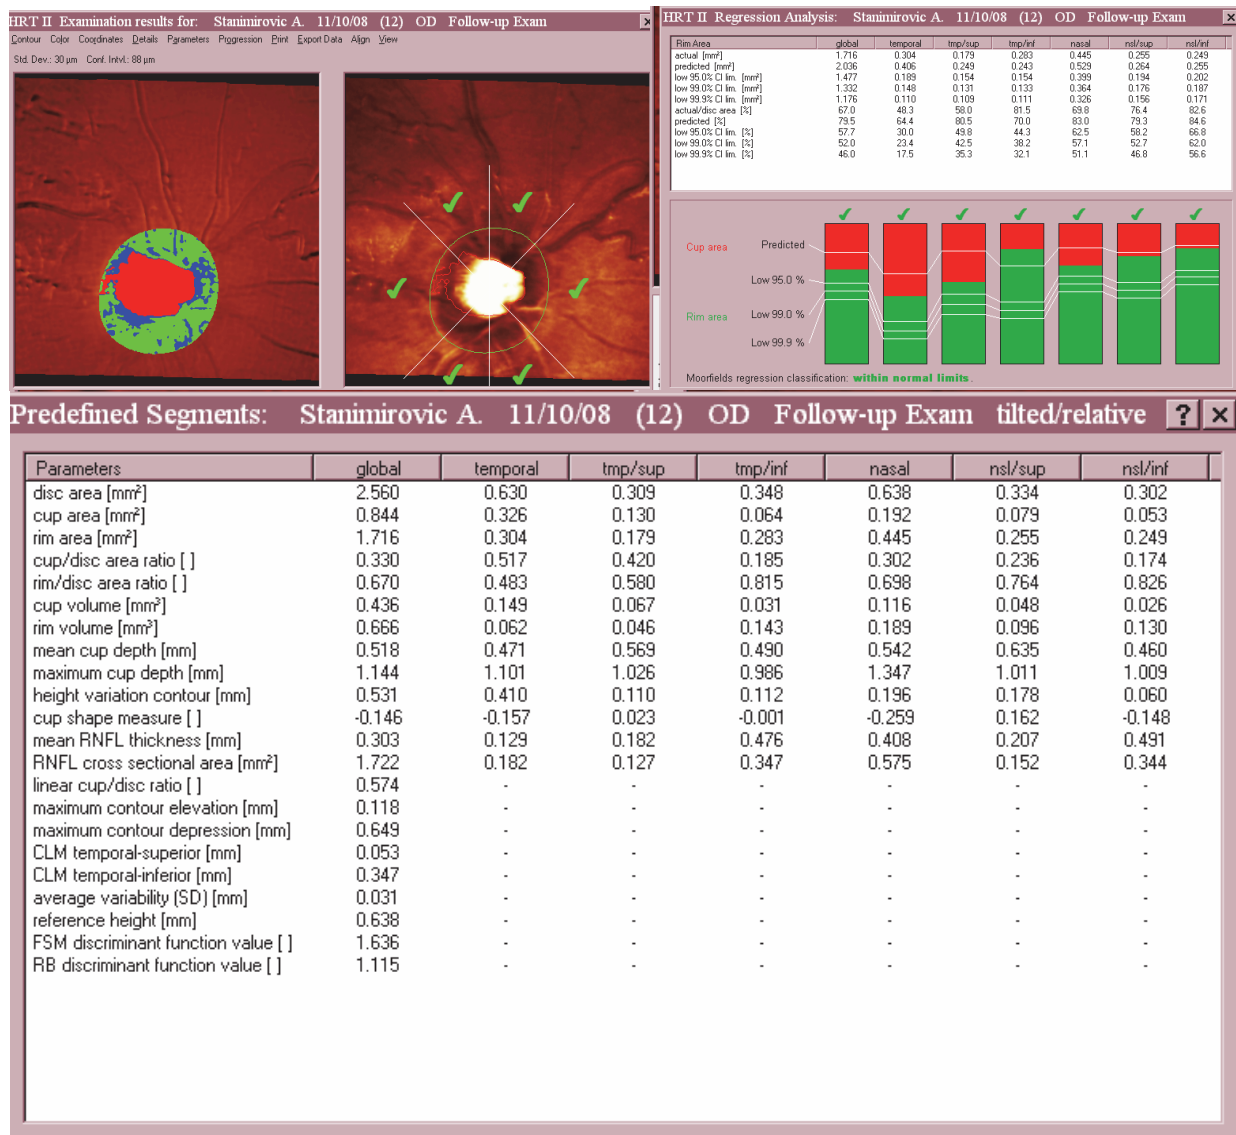 HRT II Examination results for: Stanimirovic A. 11/10/08 (12) OD Follow-up Exam
Contour Color Coordinates Details Parameters Progression Print Export Data Align View
Std. Dev.: 30 µm Conf. Intvl.: 88 µm
HRT II Regression Analysis: Stanimirovic A. 11/10/08 (12) OD Follow-up Exam
Rim Area global temporal tmp/sup tmp/inf nasal nsl/sup nsl/inf
actual [mm²] 1.716 0.304 0.179 0.283 0.445 0.255 0.249
predicted [mm²] 2.036 0.406 0.249 0.243 0.529 0.264 0.255
low 95.0% CI lim. [mm²] 1.477 0.189 0.154 0.154 0.399 0.194 0.202
low 99.0% CI lim. [mm²] 1.332 0.148 0.131 0.133 0.364 0.176 0.187
low 99.9% CI lim. [mm²] 1.176 0.110 0.109 0.111 0.326 0.156 0.171
actual/disc area [%] 67.0 48.3 58.0 81.5 69.8 76.4 82.6
predicted [%] 79.5 64.4 80.5 70.0 83.0 79.3 84.6
low 95.0% CI lim. [%] 57.7 30.0 49.8 44.3 62.5 58.2 66.8
low 99.0% CI lim. [%] 52.0 23.4 42.5 38.2 57.1 52.7 62.0
low 99.9% CI lim. [%] 46.0 17.5 35.3 32.1 51.1 46.8 56.6
Cup area
Predicted
Low 95.0 %
Rim area
Low 99.0 %
Low 99.9 %
Moorfields regression classification: within normal limits.
Predefined Segments: Stanimirovic A. 11/10/08 (12) OD Follow-up Exam tilted/relative
Parameters global temporal tmp/sup tmp/inf nasal nsl/sup nsl/inf
disc area [mm²] 2.560 0.630 0.309 0.348 0.638 0.334 0.302
cup area [mm²] 0.844 0.326 0.130 0.064 0.192 0.079 0.053
rim area [mm²] 1.716 0.304 0.179 0.283 0.445 0.255 0.249
cup/disc area ratio [ ] 0.330 0.517 0.420 0.185 0.302 0.236 0.174
rim/disc area ratio [ ] 0.670 0.483 0.580 0.815 0.698 0.764 0.826
cup volume [mm³] 0.436 0.149 0.067 0.031 0.116 0.048 0.026
rim volume [mm³] 0.666 0.062 0.046 0.143 0.189 0.096 0.130
mean cup depth [mm] 0.518 0.471 0.569 0.490 0.542 0.635 0.460
maximum cup depth [mm] 1.144 1.101 1.026 0.986 1.347 1.011 1.009
height variation contour [mm] 0.531 0.410 0.110 0.112 0.196 0.178 0.060
cup shape measure [ ] -0.146 -0.157 0.023 -0.001 -0.259 0.162 -0.148
mean RNFL thickness [mm] 0.303 0.129 0.182 0.476 0.408 0.207 0.491
RNFL cross sectional area [mm²] 1.722 0.182 0.127 0.347 0.575 0.152 0.344
linear cup/disc ratio [ ] 0.574 - - - - - -
maximum contour elevation [mm] 0.118 - - - - - -
maximum contour depression [mm] 0.649 - - - - - -
CLM temporal-superior [mm] 0.053 - - - - - -
CLM temporal-inferior [mm] 0.347 - - - - - -
average variability (SD) [mm] 0.031 - - - - - -
reference height [mm] 0.638 - - - - - -
FSM discriminant function value [ ] 1.636 - - - - - -
RB discriminant function value [ ] 1.115 - - - - - -